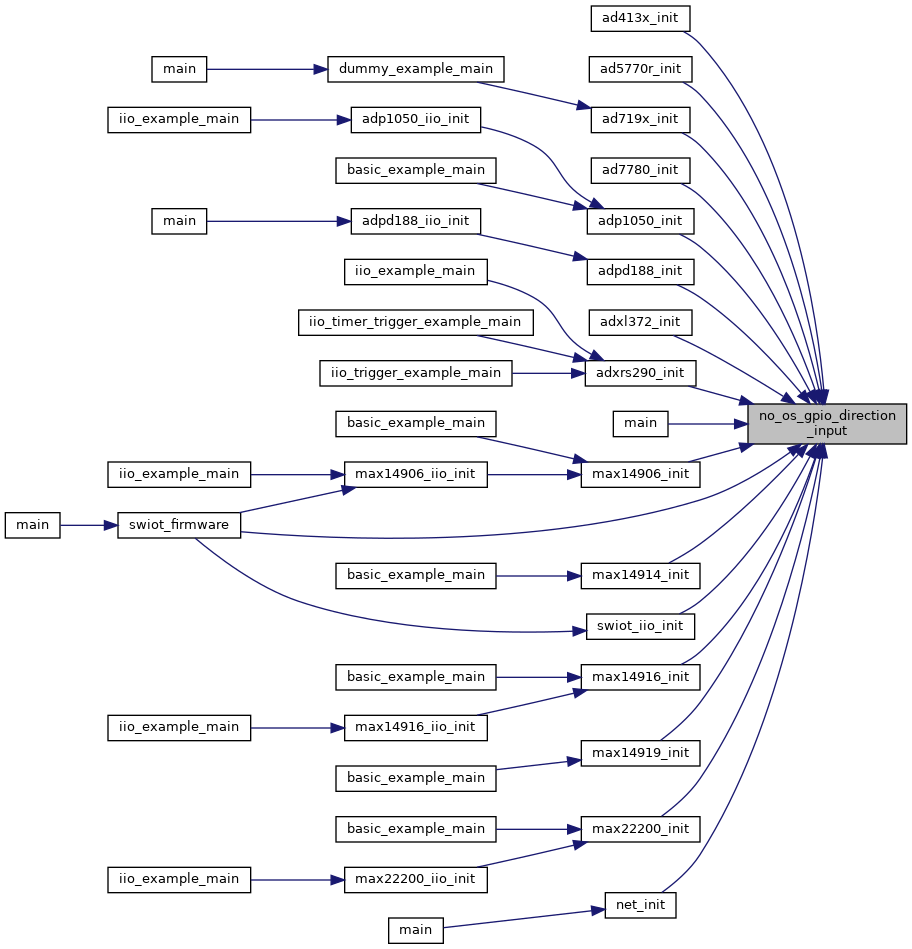 ad413x_init
main
dummy_example_main
ad5770r_init
iio_example_main
adp1050_iio_init
ad719x_init
basic_example_main
ad7780_init
main
adpd188_iio_init
adp1050_init
iio_example_main
adpd188_init
iio_timer_trigger_example_main
adxl372_init
iio_trigger_example_main
adxrs290_init
basic_example_main
main
no_os_gpio_direction
_input
iio_example_main
max14906_iio_init
max14906_init
main
swiot_firmware
basic_example_main
max14914_init
swiot_iio_init
basic_example_main
max14916_init
iio_example_main
max14916_iio_init
max14919_init
basic_example_main
basic_example_main
max22200_init
iio_example_main
max22200_iio_init
net_init
main